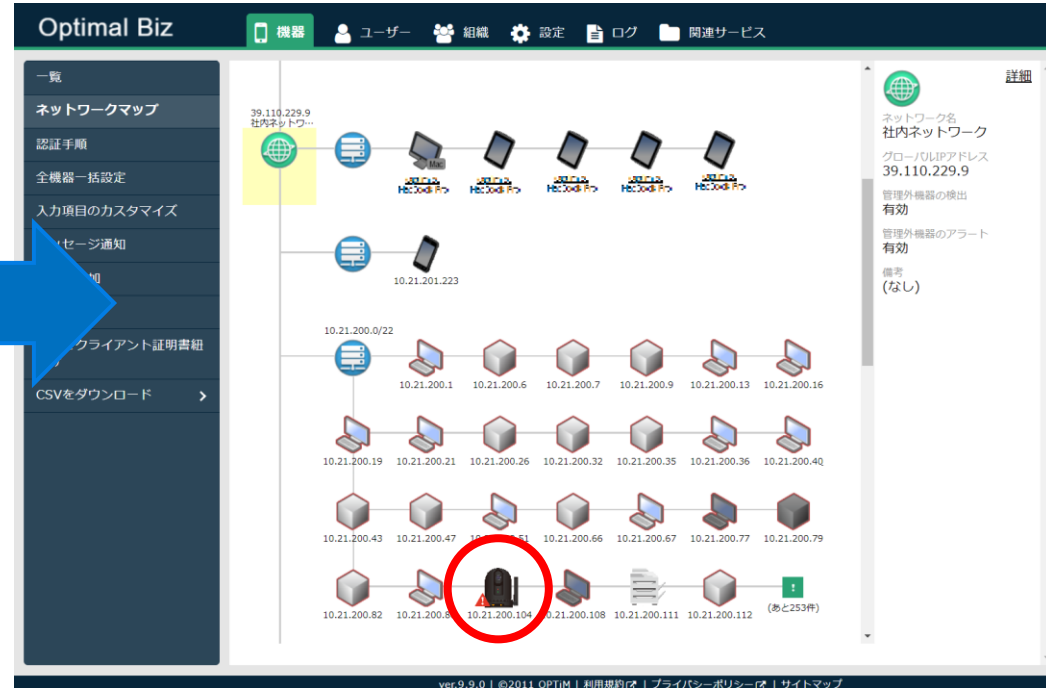 Optimal Biz
機器
ユーザー
組織
設定
ログ
関連サービス
一覧
ネットワークマップ
認証手順
全機器一括設定
入力項目のカスタマイズ
セージ通知
加
クライアント証明書紐
CSVをダウンロード
39.110.229.9
社内ネットワ…
Mac
10.21.201.223
10.21.200.0/22
10.21.200.1 10.21.200.6 10.21.200.7 10.21.200.9 10.21.200.13 10.21.200.16
10.21.200.19 10.21.200.21 10.21.200.26 10.21.200.32 10.21.200.35 10.21.200.36 10.21.200.40
10.21.200.43 10.21.200.47 10.21.200.51 10.21.200.66 10.21.200.67 10.21.200.77 10.21.200.79
10.21.200.82 10.21.200.104 10.21.200.108 10.21.200.111 10.21.200.112 (あと253件)
詳細
ネットワーク名
社内ネットワーク
グローバルIPアドレス
39.110.229.9
管理外機器の検出
有効
管理外機器のアラート
有効
備考
(なし)
ver.9.9.0 | ©2011 OPTiM | 利用規約 | プライバシーポリシー | サイトマップ